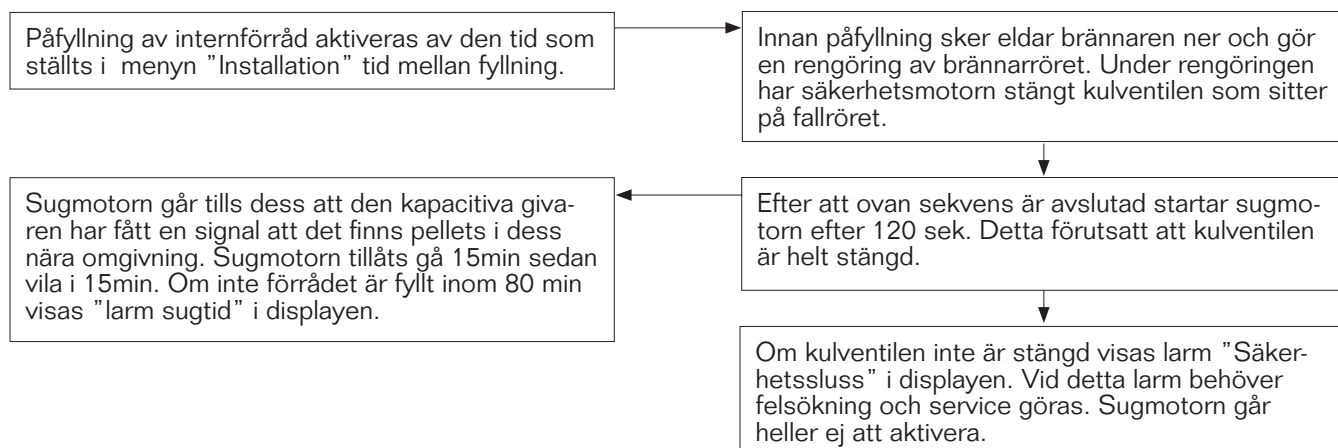 Påfyllning av internförråd aktiveras av den tid som
ställts i menyn ”Installation” tid mellan fyllning.
Innan påfyllning sker eldar brännaren ner och gör
en rengöring av brännarröret. Under rengöringen
har säkerhetsmotorn stängt kulventilen som sitter
på fallröret.
Efter att ovan sekvens är avslutad startar sugmo-
torn efter 120 sek. Detta förutsatt att kulventilen
är helt stängd.
Sugmotorn går tills dess att den kapacitiva giva-
ren har fått en signal att det finns pellets i dess
nära omgivning. Sugmotorn tillåts gå 15min sedan
vila i 15min. Om inte förrådet är fyllt inom 80 min
visas ”larm sugtid” i displayen.
Om kulventilen inte är stängd visas larm ”Säker-
hetssluss” i displayen. Vid detta larm behöver
felsökning och service göras. Sugmotorn går
heller ej att aktivera.